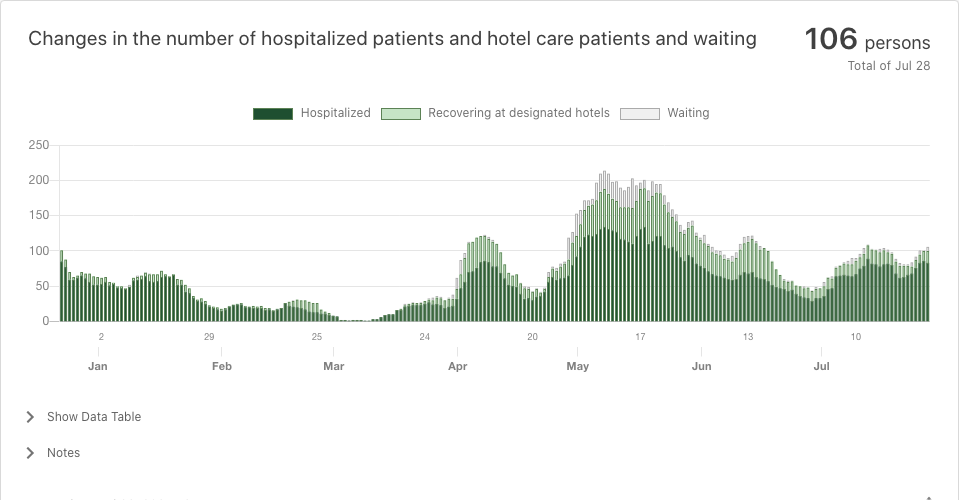 Changes in the number of hospitalized patients and hotel care patients and waiting
106 persons
Total of Jul 28
Hospitalized Recovering at designated hotels Waiting
250
200
150
100
50
0
2 29 25 24 20 17 13 10
Jan Feb Mar Apr May Jun Jul
Show Data Table
Notes